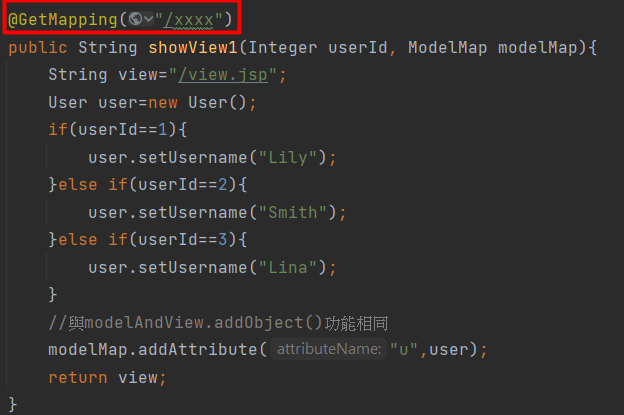 @GetMapping("/xxxx")
public String showView1(Integer userId, ModelMap modelMap){
    String view="/view.jsp";
    User user=new User();
    if(userId==1){
        user.setUsername("Lily");
    }else if(userId==2){
        user.setUsername("Smith");
    }else if(userId==3){
        user.setUsername("Lina");
    }
    //與modelAndView.addObject()功能相同
    modelMap.addAttribute( attributeName: "u",user);
    return view;
}